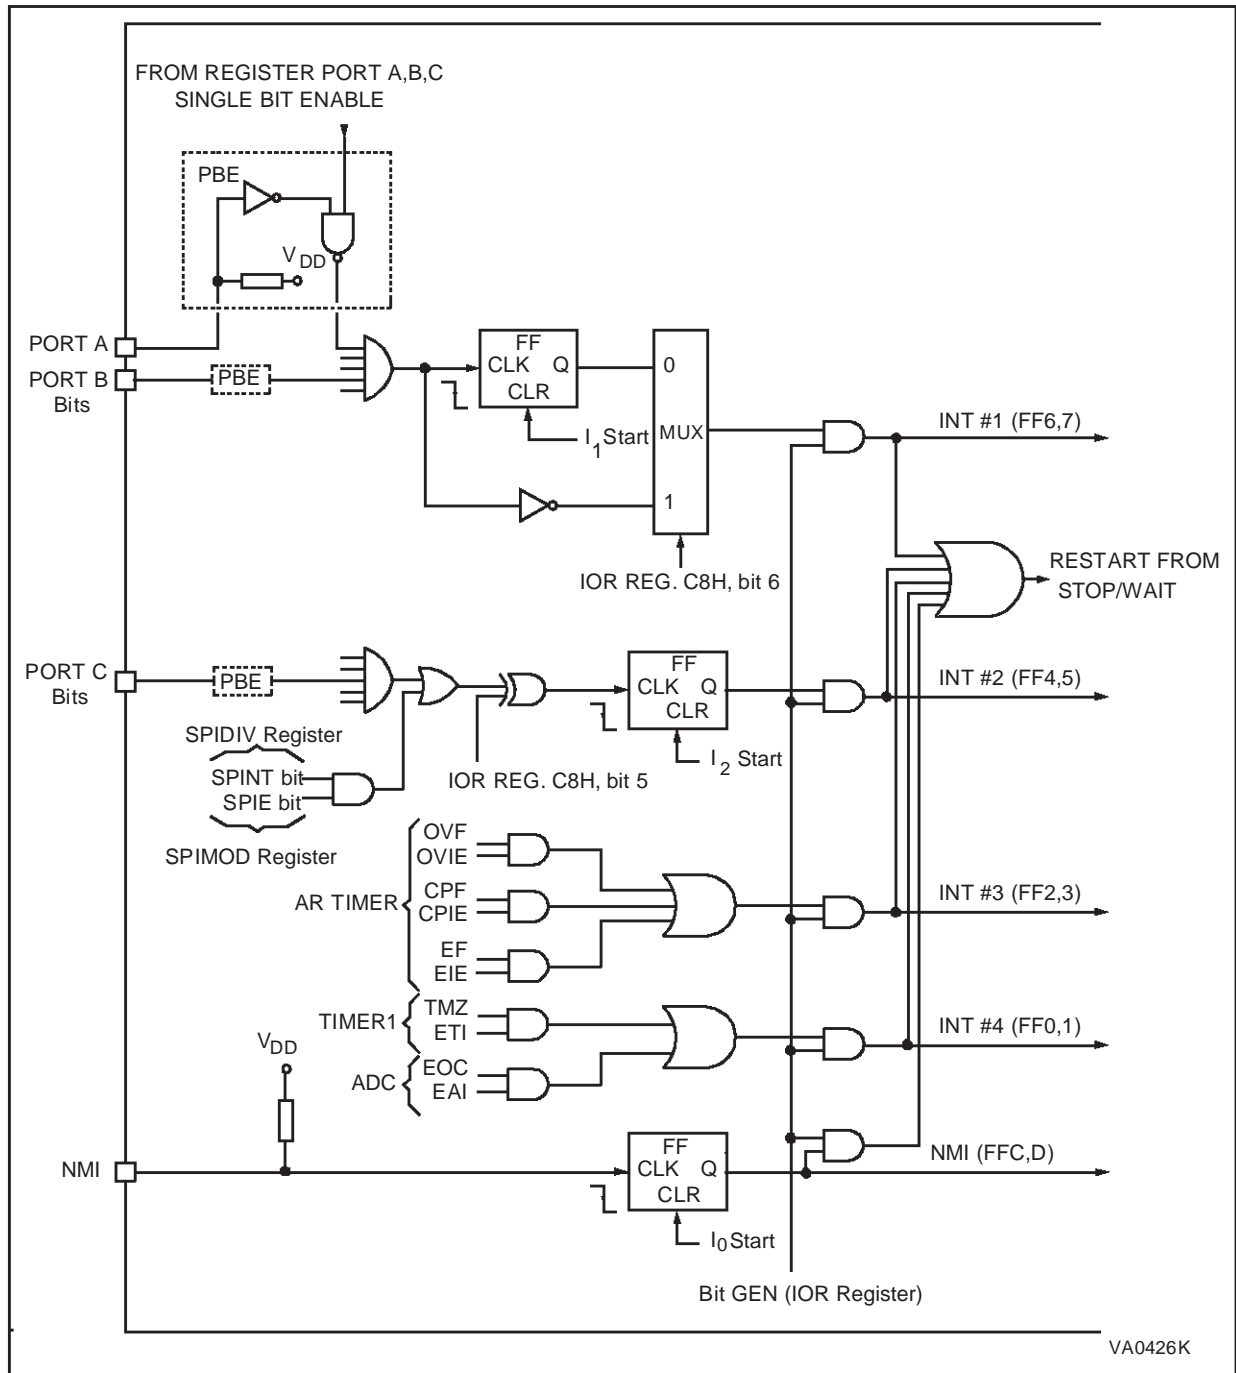 FROM REGISTER PORT A,B,C
SINGLE BIT ENABLE
PBE
VDD
PORT A
PORT B
Bits
PBE
FF
CLK Q
CLR
I1 Start
0
MUX
1
IOR REG. C8H, bit 6
INT #1 (FF6,7)
RESTART FROM
STOP/WAIT
PORT C
Bits
PBE
FF
CLK Q
CLR
I2 Start
INT #2 (FF4,5)
SPIDIV Register
SPINT bit
SPIE bit
SPIMOD Register
IOR REG. C8H, bit 5
AR TIMER
OVF
OVIE
CPF
CPIE
EF
EIE
INT #3 (FF2,3)
TIMER1
TMZ
ETI
ADC
EOC
EAI
INT #4 (FF0,1)
VDD
NMI
FF
CLK Q
CLR
I0 Start
NMI (FFC,D)
Bit GEN (IOR Register)
VA0426K